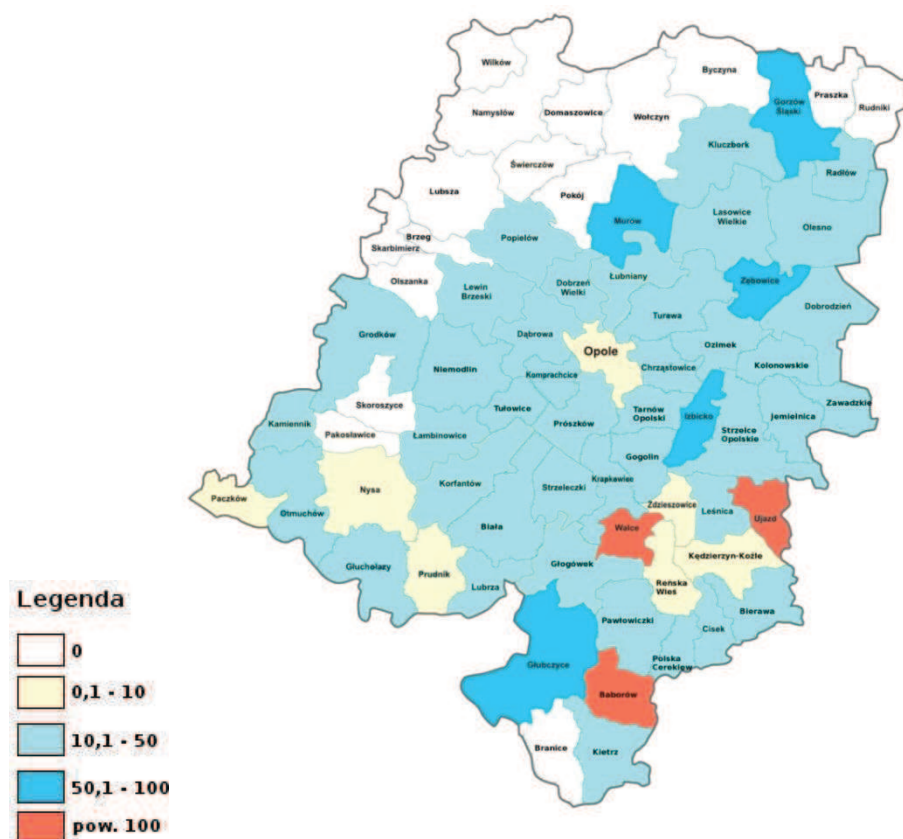 Wilków
Byczyna
Gorzów
Śląski
Praszka
Rudniki
Namysłów
Domaszowice
Wołczyn
Kluczbork
Świerczów
Radłów
Lubsza
Pokój
Lasowice
Wielkie
Morów
Olesno
Brzeg
Skarbimierz
Popielów
Łubniany
Olszanka
Lewin
Brzeski
Dobrzeń
Wielki
Zębowice
Dobrodzień
Turawa
Grodków
Dąbrowa
Opole
Ozimek
Niemodlin
Komprachcice
Chrząstowice
Kolonowskie
Skoroszyce
Tułowice
Tarnów
Opolski
Izbicko
Zawadzkie
Jemielnica
Kamiennik
Pakosławice
Łambinowice
Prószków
Strzelce
Opolskie
Gogolin
Paczków
Nysa
Korfantów
Strzeleczki
Krapkawise
Zdzieszowice
Leśnica
Ujazd
Otmuchów
Biała
Walce
Kędzierzyn-Koźle
Głuchołazy
Prudnik
Lubrza
Głogówek
Reńska
Wieś
Bierawa
Pawłowiczki
Cisek
Polska
Cerekiew
Głubczyce
Baborów
Branice
Kietrz
Legenda
0
0,1 - 10
10,1 - 50
50,1 - 100
pow. 100